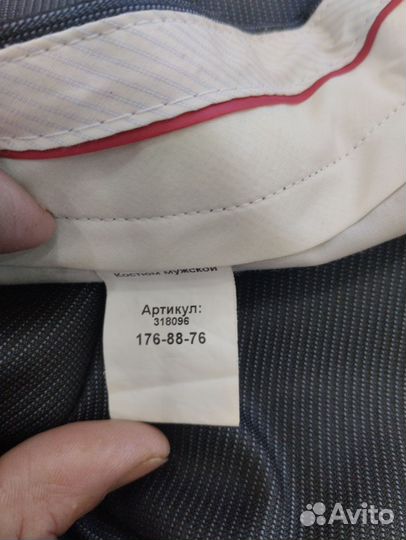 Костюм мужской
Артикул:
318096
176-88-76
Avito